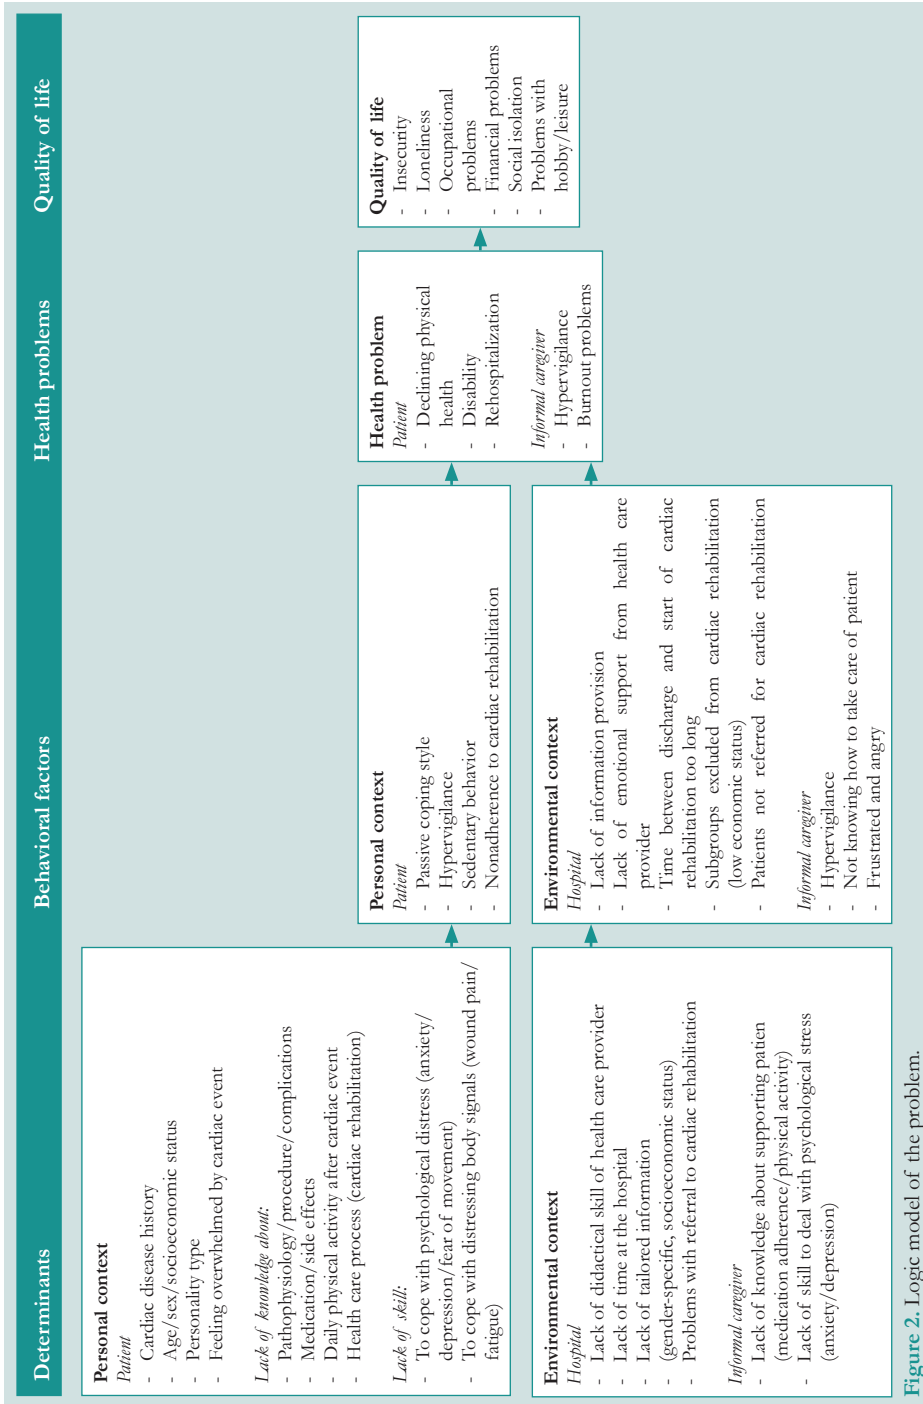 Determinants
Behavioral factors
Health problems
Quality of life
Personal context
Patient
- Cardiac disease history
- Age/sex/socioeconomic status
- Personality type
- Feeling overwhelmed by cardiac event
Lack of knowledge about:
- Pathophysiology/procedure/complications
- Medication/side effects
- Daily physical activity after cardiac event
- Health care process (cardiac rehabilitation)
Lack of skill:
- To cope with psychological distress (anxiety/
depression/fear of movement)
- To cope with distressing body signals (wound pain/
fatigue)
Environmental context
Hospital
- Lack of didactical skill of health care provider
- Lack of time at the hospital
- Lack of tailored information
(gender-specific, socioeconomic status)
- Problems with referral to cardiac rehabilitation
Informal caregiver
- Lack of knowledge about supporting patien
(medication adherence/physical activity)
- Lack of skill to deal with psychological stress
(anxiety/depression)
Personal context
Patient
- Passive coping style
- Hypervigilance
- Sedentary behavior
- Nonadherence to cardiac rehabilitation
Environmental context
Hospital
- Lack of information provision
- Lack of emotional support from health care
provider
- Time between discharge and start of cardiac
rehabilitation too long
- Subgroups excluded from cardiac rehabilitation
(low economic status)
- Patients not referred for cardiac rehabilitation
Informal caregiver
- Hypervigilance
- Not knowing how to take care of patient
- Frustrated and angry
Health problem
Patient
- Declining physical
health
- Disability
- Rehospitalization
Informal caregiver
- Hypervigilance
- Burnout problems
Quality of life
- Insecurity
- Loneliness
- Occupational
problems
- Financial problems
- Social isolation
- Problems with
hobby/leisure
Figure 2. Logic model of the problem.